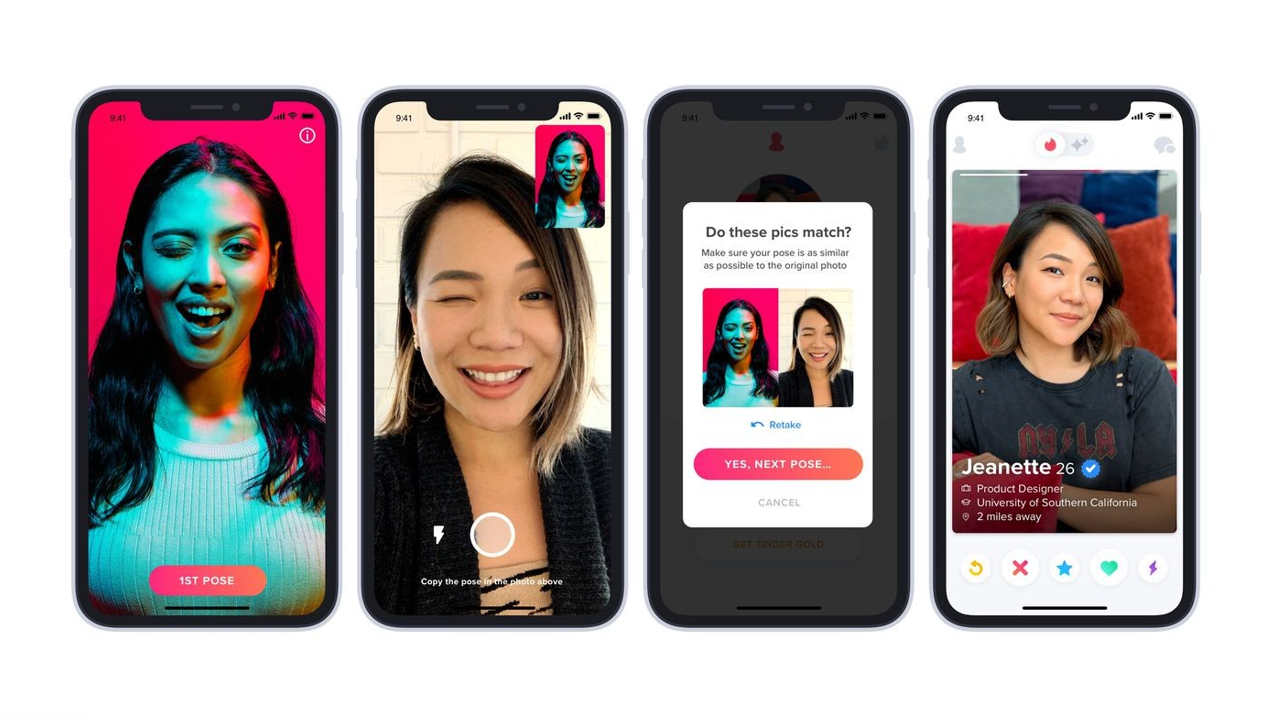 9:41
1ST POSE
9:41
Copy the pose in the photo above
9:41
Do these pics match?
Make sure your pose is as similar
as possible to the original photo
Retake
YES, NEXT POSE...
CANCEL
GET TINDER GOLD
9:41
NY LA
Jeanette 26
Product Designer
University of Southern California
2 miles away